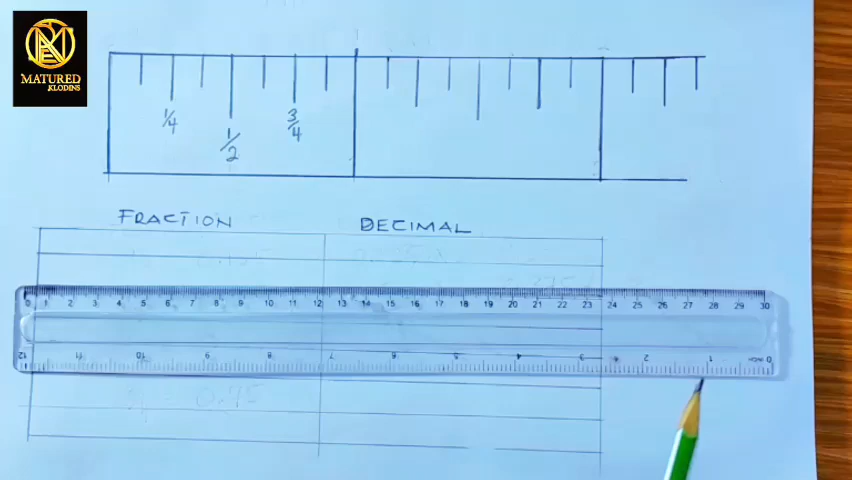 MATURED
KLODINS
1/4
1/2
3/4
FRACTION
DECIMAL
0 1 2 3 4 5 6 7 8 9 10 11 12 13 14 15 16 17 18 19 20 21 22 23 24 25 26 27 28 29 30
12 11 10 9 8 7 6 5 4 3 2 1 0
0.75